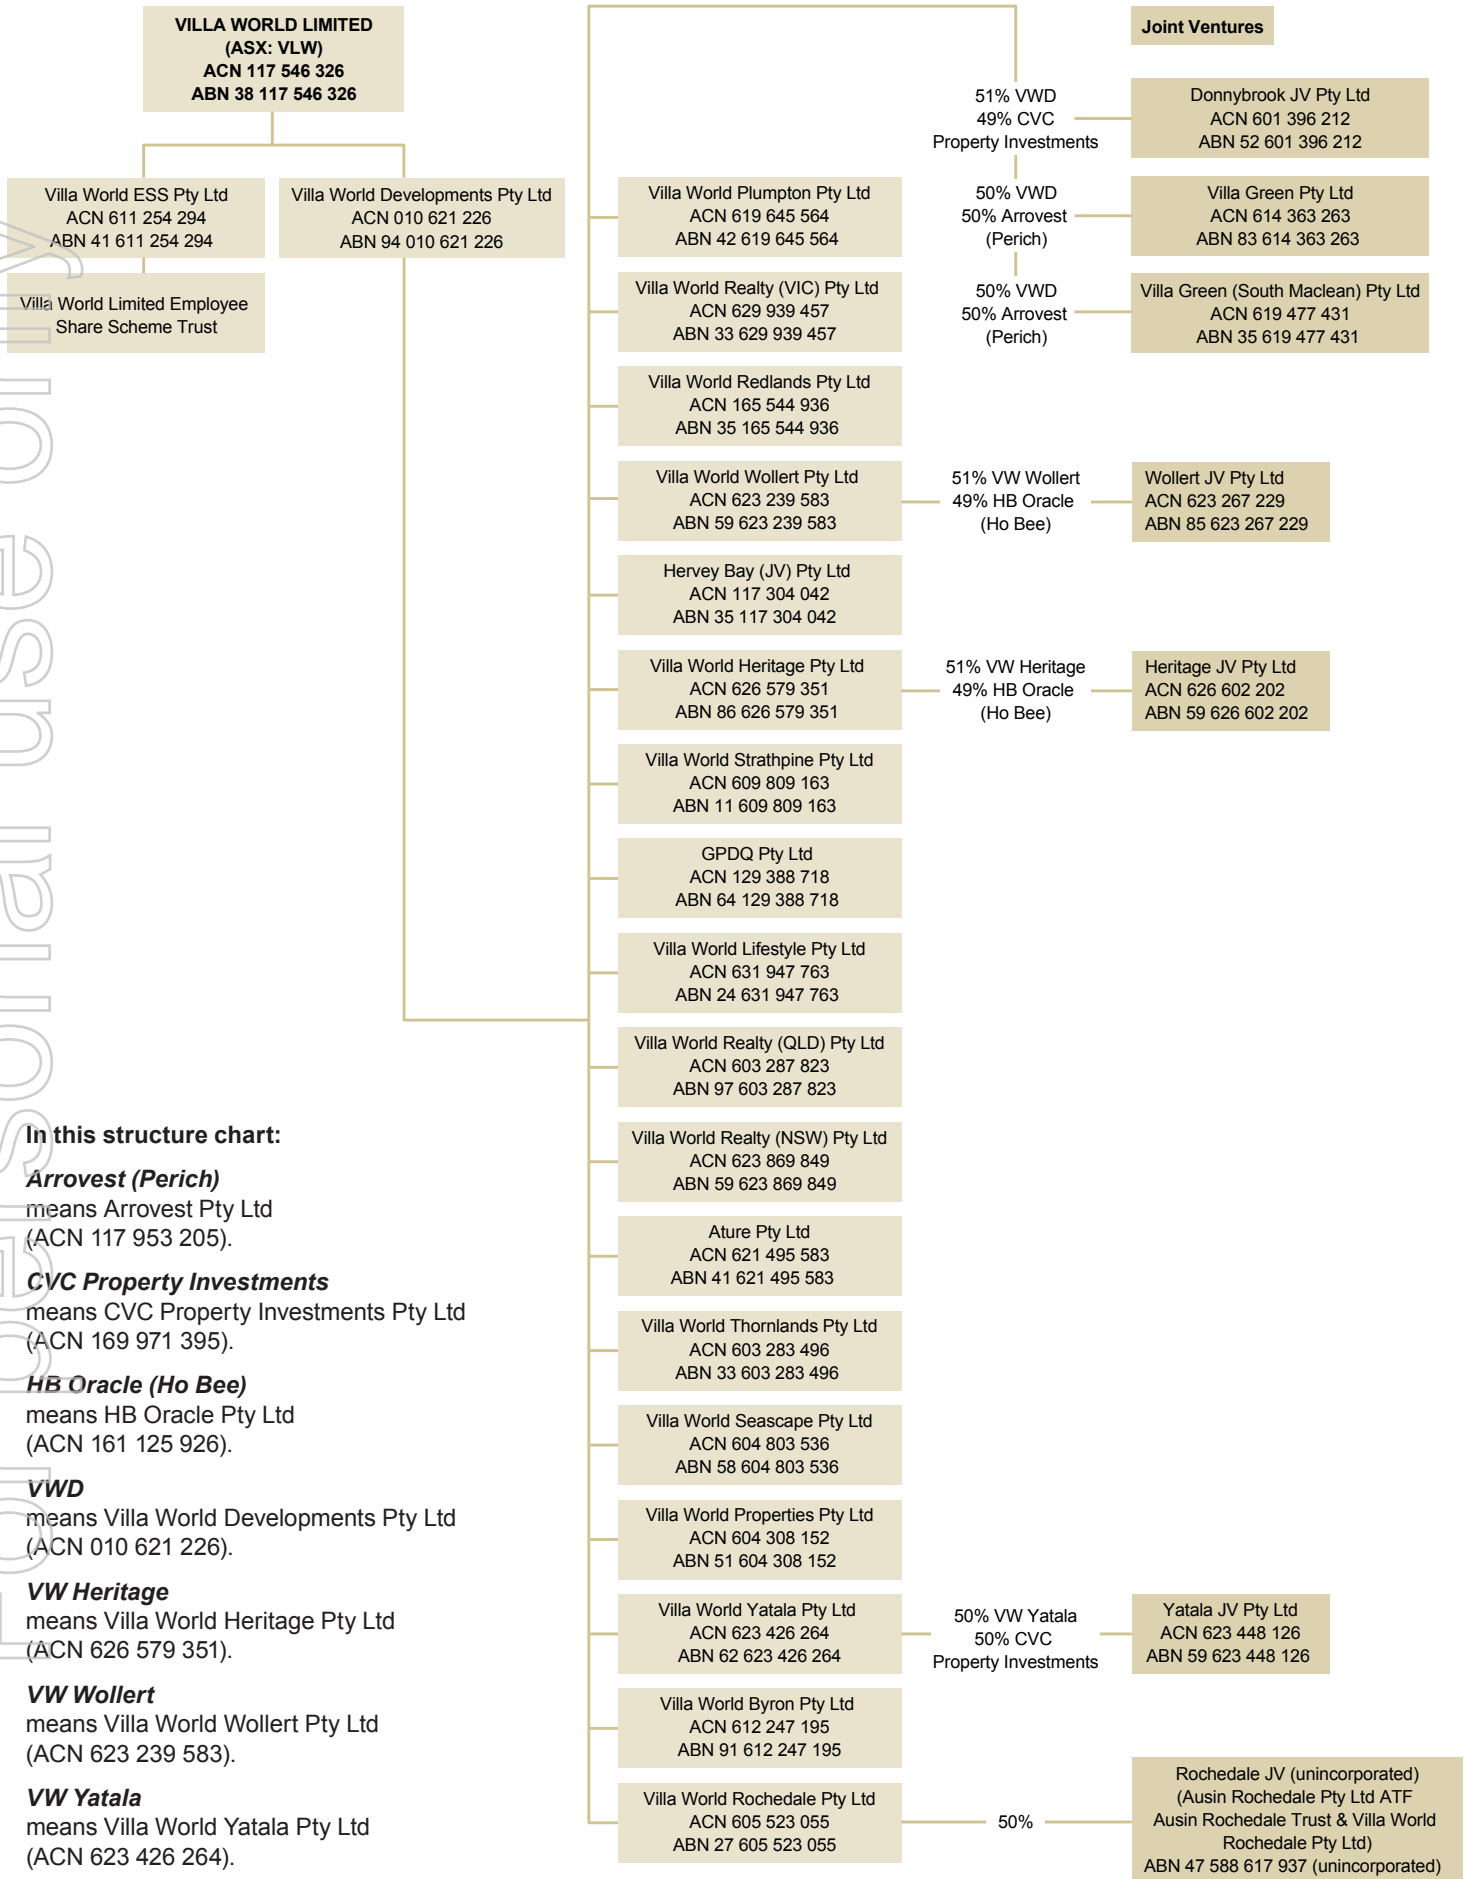 VILLA WORLD LIMITED
(ASX: VLW)
ACN 117 546 326
ABN 38 117 546 326
Villa World ESS Pty Ltd
ACN 611 254 294
ABN 41 611 254 294
Villa World Limited Employee
Share Scheme Trust
Villa World Developments Pty Ltd
ACN 010 621 226
ABN 94 010 621 226
Joint Ventures
51% VWD
49% CVC
Property Investments
Donnybrook JV Pty Ltd
ACN 601 396 212
ABN 52 601 396 212
Villa World Plumpton Pty Ltd
ACN 619 645 564
ABN 42 619 645 564
50% VWD
50% Arrovest
(Perich)
Villa Green Pty Ltd
ACN 614 363 263
ABN 83 614 363 263
Villa World Realty (VIC) Pty Ltd
ACN 629 939 457
ABN 33 629 939 457
50% VWD
50% Arrovest
(Perich)
Villa Green (South Maclean) Pty Ltd
ACN 619 477 431
ABN 35 619 477 431
Villa World Redlands Pty Ltd
ACN 165 544 936
ABN 35 165 544 936
Villa World Wollert Pty Ltd
ACN 623 239 583
ABN 59 623 239 583
51% VW Wollert
49% HB Oracle
(Ho Bee)
Wollert JV Pty Ltd
ACN 623 267 229
ABN 85 623 267 229
Hervey Bay (JV) Pty Ltd
ACN 117 304 042
ABN 35 117 304 042
Villa World Heritage Pty Ltd
ACN 626 579 351
ABN 86 626 579 351
51% VW Heritage
49% HB Oracle
(Ho Bee)
Heritage JV Pty Ltd
ACN 626 602 202
ABN 59 626 602 202
Villa World Strathpine Pty Ltd
ACN 609 809 163
ABN 11 609 809 163
GPDQ Pty Ltd
ACN 129 388 718
ABN 64 129 388 718
Villa World Lifestyle Pty Ltd
ACN 631 947 763
ABN 24 631 947 763
Villa World Realty (QLD) Pty Ltd
ACN 603 287 823
ABN 97 603 287 823
Villa World Realty (NSW) Pty Ltd
ACN 623 869 849
ABN 59 623 869 849
Ature Pty Ltd
ACN 621 495 583
ABN 41 621 495 583
Villa World Thornlands Pty Ltd
ACN 603 283 496
ABN 33 603 283 496
Villa World Seascape Pty Ltd
ACN 604 803 536
ABN 58 604 803 536
Villa World Properties Pty Ltd
ACN 604 308 152
ABN 51 604 308 152
Villa World Yatala Pty Ltd
ACN 623 426 264
ABN 62 623 426 264
50% VW Yatala
50% CVC
Property Investments
Yatala JV Pty Ltd
ACN 623 448 126
ABN 59 623 448 126
Villa World Byron Pty Ltd
ACN 612 247 195
ABN 91 612 247 195
Villa World Rochedale Pty Ltd
ACN 605 523 055
ABN 27 605 523 055
50%
Rochedale JV (unincorporated)
(Ausin Rochedale Pty Ltd ATF
Ausin Rochedale Trust & Villa World
Rochedale Pty Ltd)
ABN 47 588 617 937 (unincorporated)
In this structure chart:
Arrovest (Perich)
means Arrovest Pty Ltd
(ACN 117 953 205).
CVC Property Investments
means CVC Property Investments Pty Ltd
(ACN 169 971 395).
HB Oracle (Ho Bee)
means HB Oracle Pty Ltd
(ACN 161 125 926).
VWD
means Villa World Developments Pty Ltd
(ACN 010 621 226).
VW Heritage
means Villa World Heritage Pty Ltd
(ACN 626 579 351).
VW Wollert
means Villa World Wollert Pty Ltd
(ACN 623 239 583).
VW Yatala
means Villa World Yatala Pty Ltd
(ACN 623 426 264).
For personal use only